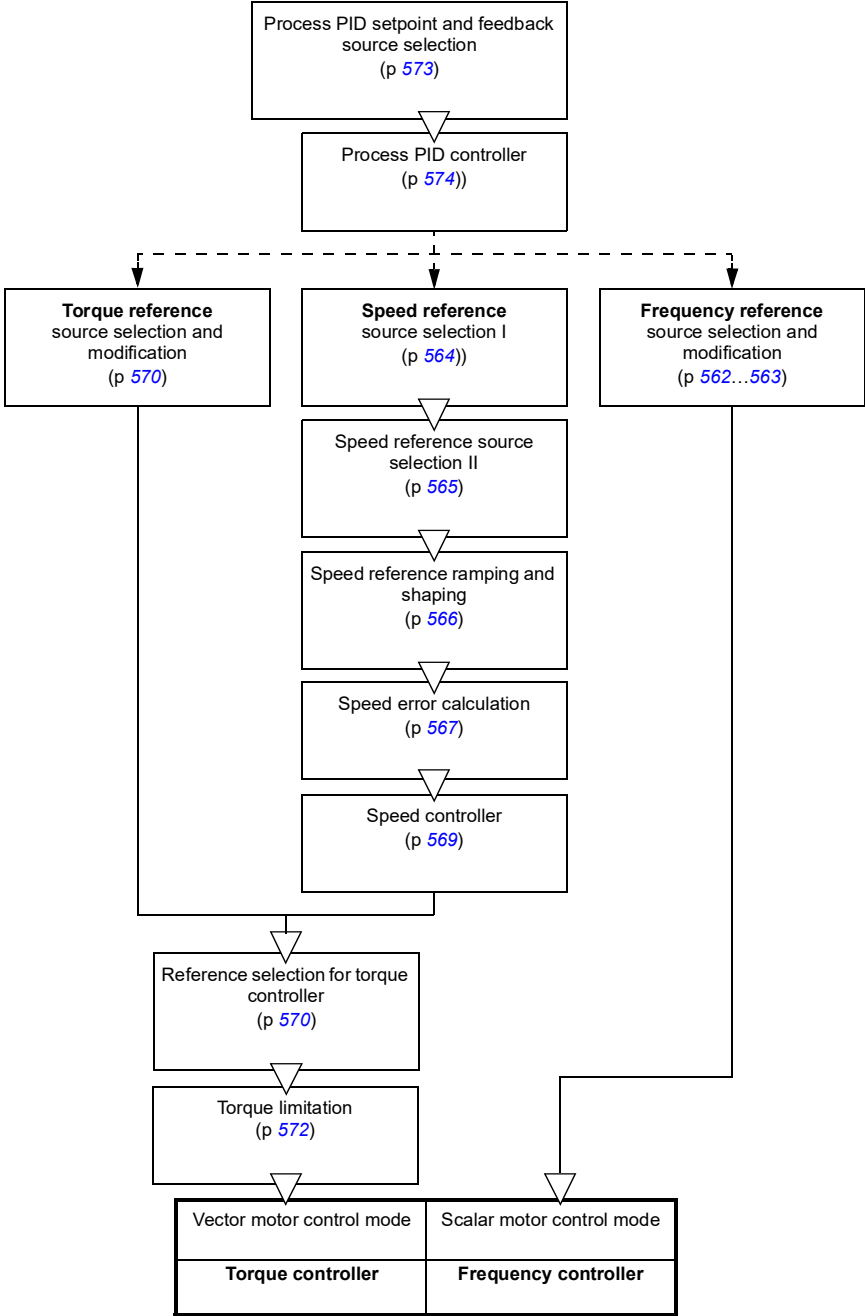 Process PID setpoint and feedback
source selection
(p 573)
Process PID controller
(p 574))
Torque reference
source selection and
modification
(p 570)
Speed reference
source selection I
(p 564))
Frequency reference
source selection and
modification
(p 562…563)
Speed reference source
selection II
(p 565)
Speed reference ramping and
shaping
(p 566)
Speed error calculation
(p 567)
Speed controller
(p 569)
Reference selection for torque
controller
(p 570)
Torque limitation
(p 572)
Vector motor control mode
Scalar motor control mode
Torque controller
Frequency controller